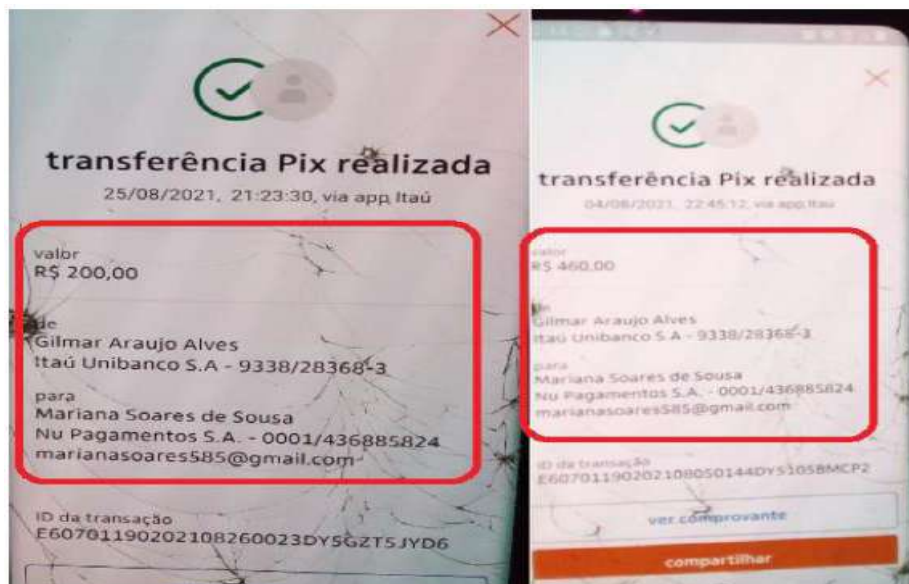 transferência Pix realizada
25/08/2021, 21:23:30, via app Itaú
valor
R$ 200,00
de
Gilmar Araujo Alves
Itaú Unibanco S.A - 9338/28368-3
para
Mariana Soares de Sousa
Nu Pagamentos S.A. - 0001/436885824
marianasoares585@gmail.com
ID da transação
E60701190202108260023DY5GZT5JYD6
transferência Pix realizada
04/08/2021, 22:45:12, via app Itau
valor
R$ 460,00
de
Gilmar Araujo Alves
Itaú Unibanco S.A - 9338/28368-3
para
Mariana Soares de Sousa
Nu Pagamentos S.A. - 0001/436885824
marianasoares585@gmail.com
ID da transação
E60701190202108050144DY5105BMCP2
ver comprovante
compartilhar